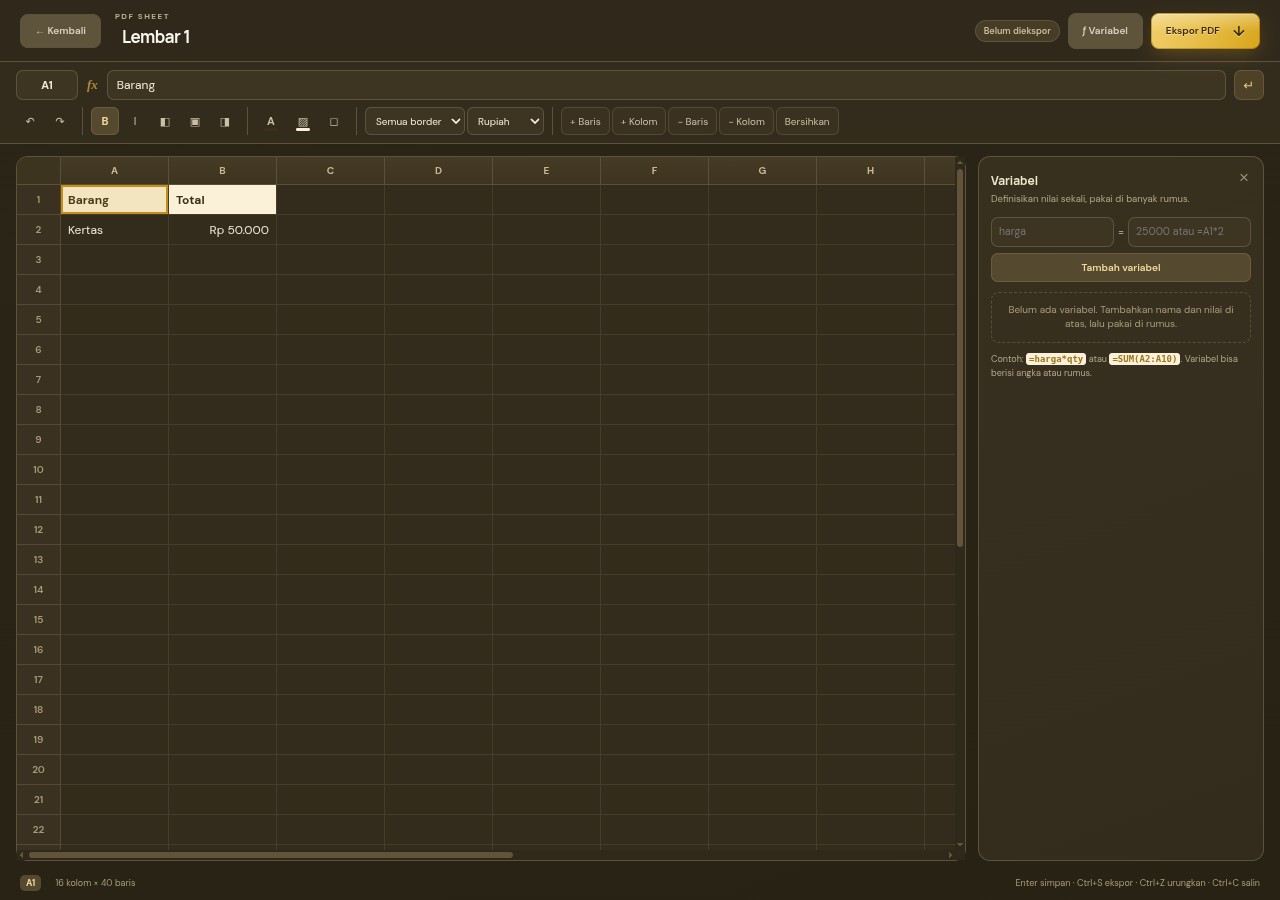 ← Kembali
PDF SHEET
Lembar 1
Belum diekspor
ƒ Variabel
Ekspor PDF ↓
A1
fx
Barang
↵
↶ ↷ B I ◧ ▣ ◨ A ▨ □ Semua border Rupiah + Baris + Kolom − Baris − Kolom Bersihkan
A B C D E F G H
1 Barang Total
2 Kertas Rp 50.000
3
4
5
6
7
8
9
10
11
12
13
14
15
16
17
18
19
20
21
22
Variabel ×
Definisikan nilai sekali, pakai di banyak rumus.
harga = 25000 atau =A1*2
Tambah variabel
Belum ada variabel. Tambahkan nama dan nilai di
atas, lalu pakai di rumus.
Contoh: =harga*qty atau =SUM(A2:A10). Variabel bisa
berisi angka atau rumus.
A1 16 kolom × 40 baris
Enter simpan · Ctrl+S ekspor · Ctrl+Z urungkan · Ctrl+C salin